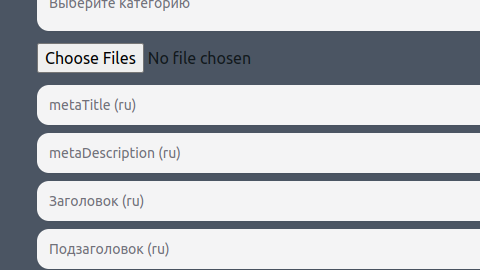 Выберите категорию
Choose Files No file chosen
metaTitle (ru)
metaDescription (ru)
Заголовок (ru)
Подзаголовок (ru)